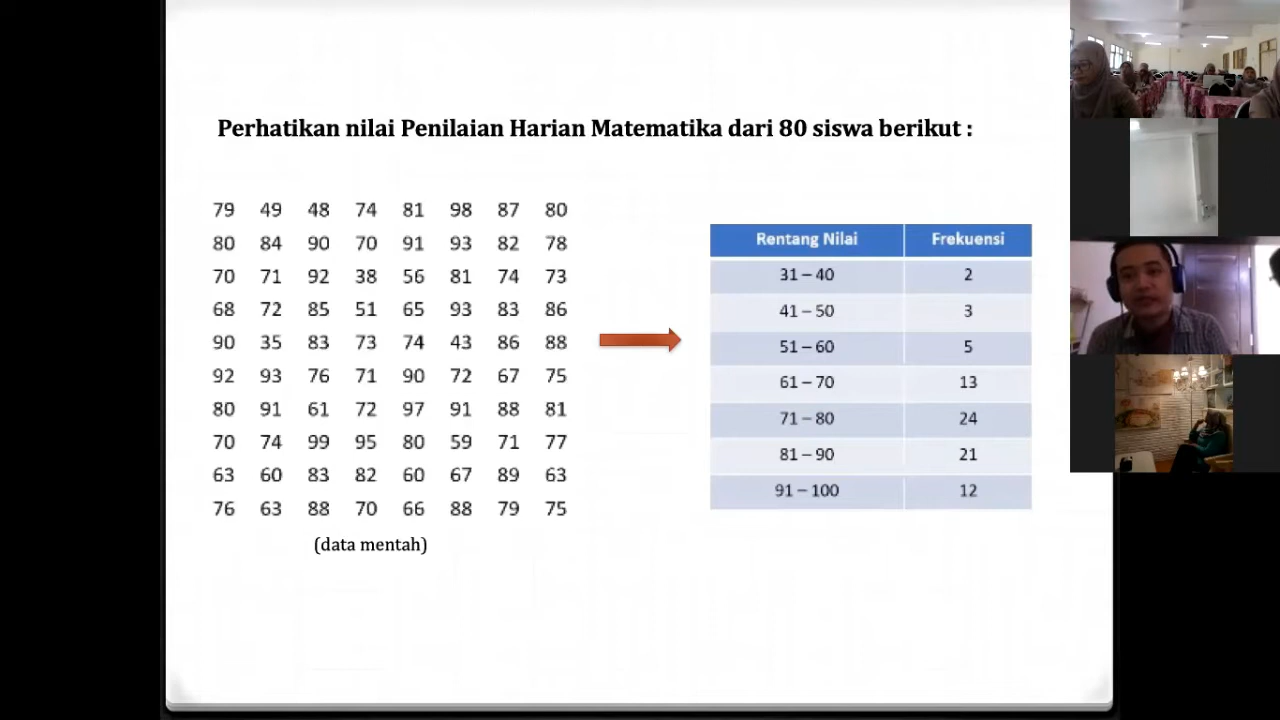 Perhatikan nilai Penilaian Harian Matematika dari 80 siswa berikut :
79 49 48 74 81 98 87 80
80 84 90 70 91 93 82 78
70 71 92 38 56 81 74 73
68 72 85 51 65 93 83 86
90 35 83 73 74 43 86 88
92 93 76 71 90 72 67 75
80 91 61 72 97 91 88 81
70 74 99 95 80 59 71 77
63 60 83 82 60 67 89 63
76 63 88 70 66 88 79 75
(data mentah)
Rentang Nilai Frekuensi
31 – 40 2
41 – 50 3
51 – 60 5
61 – 70 13
71 – 80 24
81 – 90 21
91 – 100 12